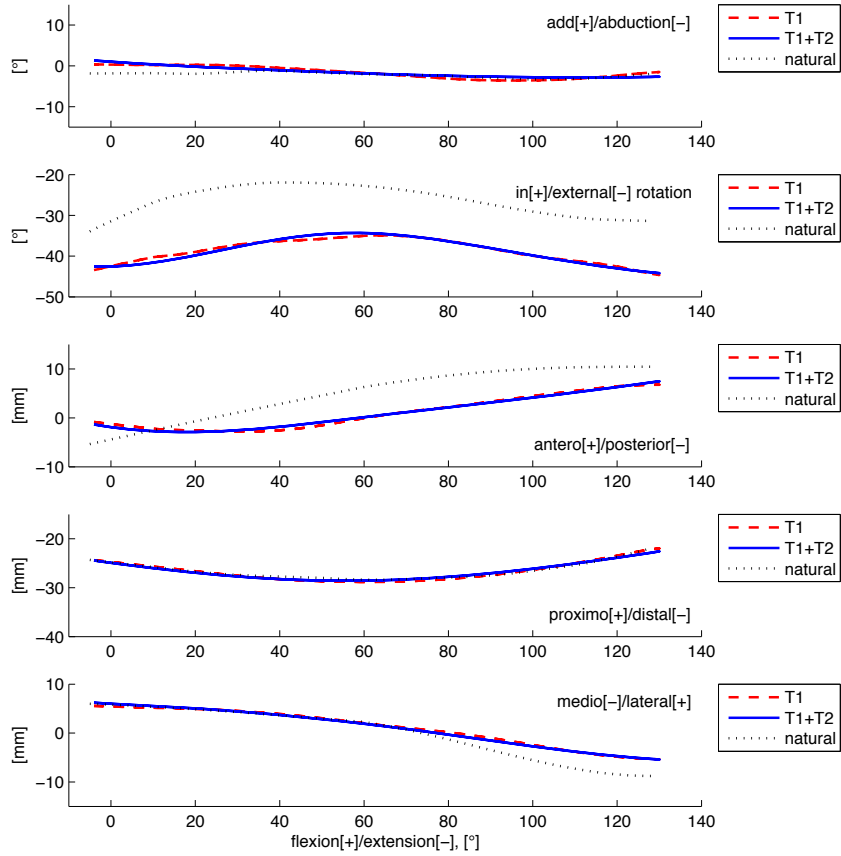 10
0
−10
[°]
add[+]/abduction[−]
T1
T1+T2
natural
0 20 40 60 80 100 120 140
−20
−30
−40
−50
[°]
in[+]/external[−] rotation
T1
T1+T2
natural
0 20 40 60 80 100 120 140
10
0
−10
[mm]
antero[+]/posterior[−]
T1
T1+T2
natural
0 20 40 60 80 100 120 140
−20
−30
−40
[mm]
proximo[+]/distal[−]
T1
T1+T2
natural
0 20 40 60 80 100 120 140
10
0
−10
[mm]
medio[−]/lateral[+]
T1
T1+T2
natural
0 20 40 60 80 100 120 140
flexion[+]/extension[−], [°]